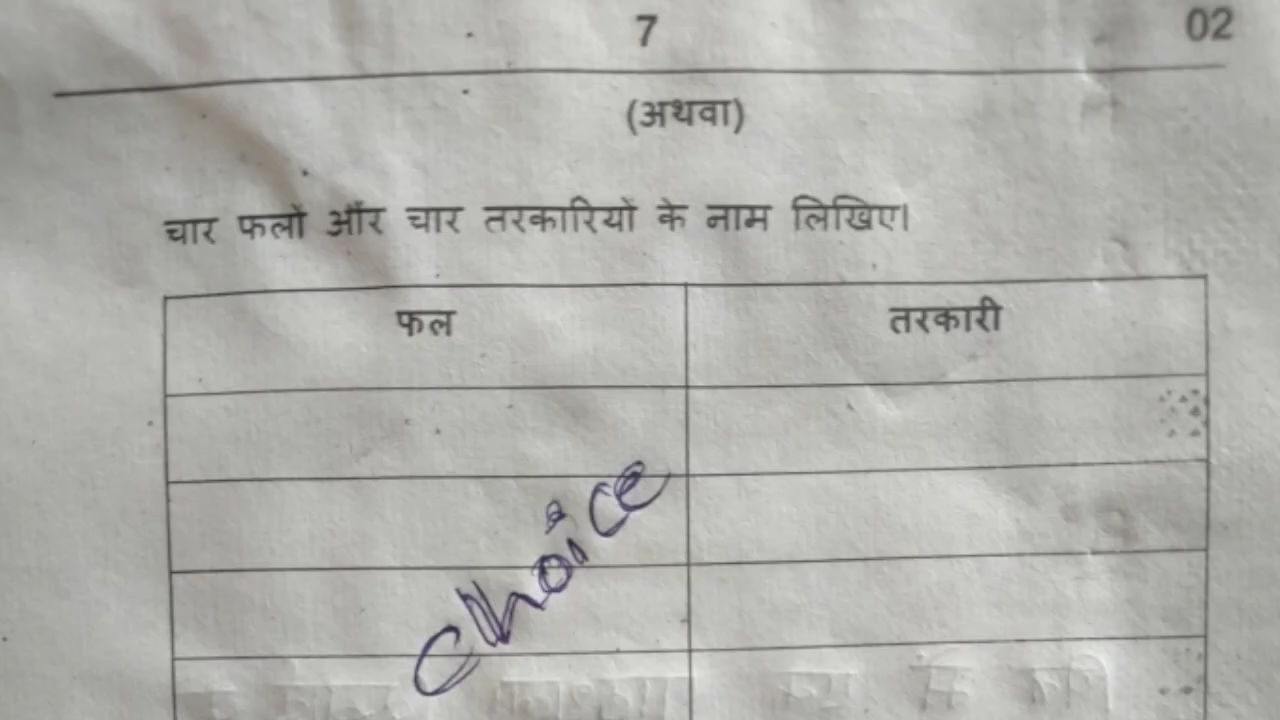 7 02
(अथवा)
चार फलों और चार तरकारियों के नाम लिखिए।
फल तरकारी
choice